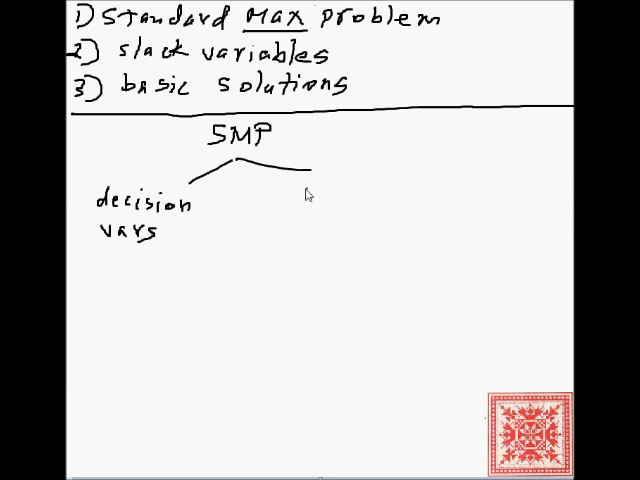 1) Standard Max problem
2) slack variables
3) basic solutions
SMP
decision
vars